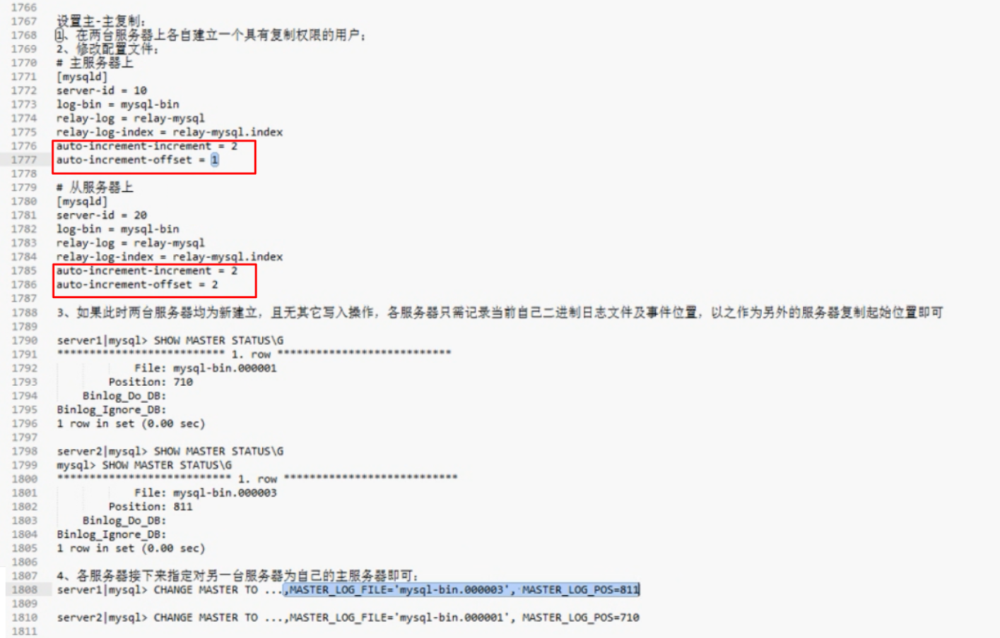 1766
1767 设置主-主复制:
1768 1、在两台服务器上各自建立一个具有复制权限的用户;
1769 2、修改配置文件:
1770 # 主服务器上
1771 [mysqld]
1772 server-id = 10
1773 log-bin = mysql-bin
1774 relay-log = relay-mysql
1775 relay-log-index = relay-mysql.index
1776 auto-increment-increment = 2
1777 auto-increment-offset = 1
1778
1779 # 从服务器上
1780 [mysqld]
1781 server-id = 20
1782 log-bin = mysql-bin
1783 relay-log = relay-mysql
1784 relay-log-index = relay-mysql.index
1785 auto-increment-increment = 2
1786 auto-increment-offset = 2
1787
1788 3、如果此时两台服务器均为新建立，且无其它写入操作，各服务器只需记录当前自己二进制日志文件及事件位置，以之作为另外的服务器复制起始位置即可
1789
1790 server1|mysql> SHOW MASTER STATUS\G
1791 ************************** 1. row ***************************
1792 File: mysql-bin.000001
1793 Position: 710
1794 Binlog_Do_DB:
1795 Binlog_Ignore_DB:
1796 1 row in set (0.00 sec)
1797
1798 server2|mysql> SHOW MASTER STATUS\G
1799 mysql> SHOW MASTER STATUS\G
1800 *************************** 1. row ***************************
1801 File: mysql-bin.000003
1802 Position: 811
1803 Binlog_Do_DB:
1804 Binlog_Ignore_DB:
1805 1 row in set (0.00 sec)
1806
1807 4、各服务器接下来指定对另一台服务器为自己的主服务器即可:
1808 server1|mysql> CHANGE MASTER TO ...,MASTER_LOG_FILE='mysql-bin.000003', MASTER_LOG_POS=811
1809
1810 server2|mysql> CHANGE MASTER TO ...,MASTER_LOG_FILE='mysql-bin.000001', MASTER_LOG_POS=710
1811